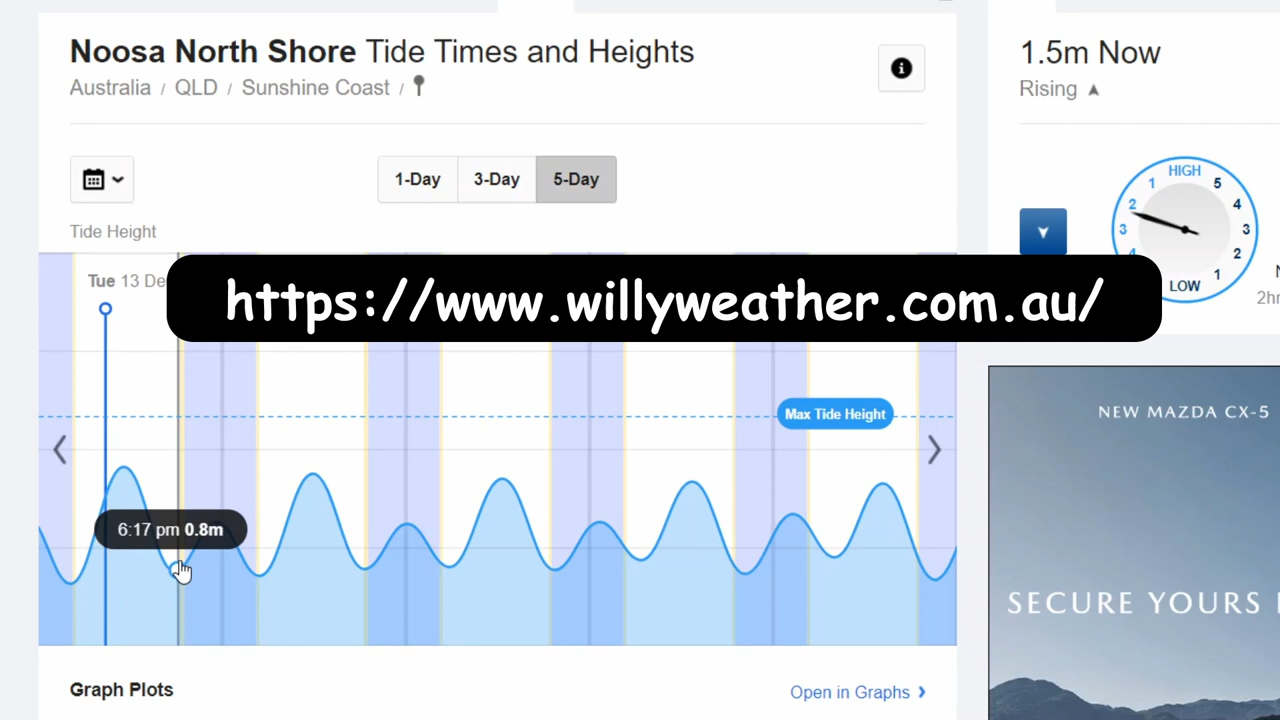 Noosa North Shore Tide Times and Heights
Australia / QLD / Sunshine Coast /
1-Day 3-Day 5-Day
Tide Height
Tue 13 De
https://www.willyweather.com.au/
Max Tide Height
6:17 pm 0.8m
Graph Plots
Open in Graphs
1.5m Now
Rising
HIGH
1 5
2 4
3 3
4 2
1
LOW
2hr
NEW MAZDA CX-5
SECURE YOURS